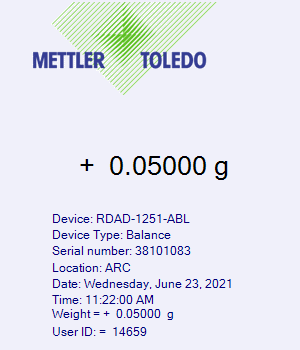 METTLER TOLEDO
+ 0.05000 g
Device: RDAD-1251-ABL
Device Type: Balance
Serial number: 38101083
Location: ARC
Date: Wednesday, June 23, 2021
Time: 11:22:00 AM
Weight = + 0.05000 g
User ID: = 14659